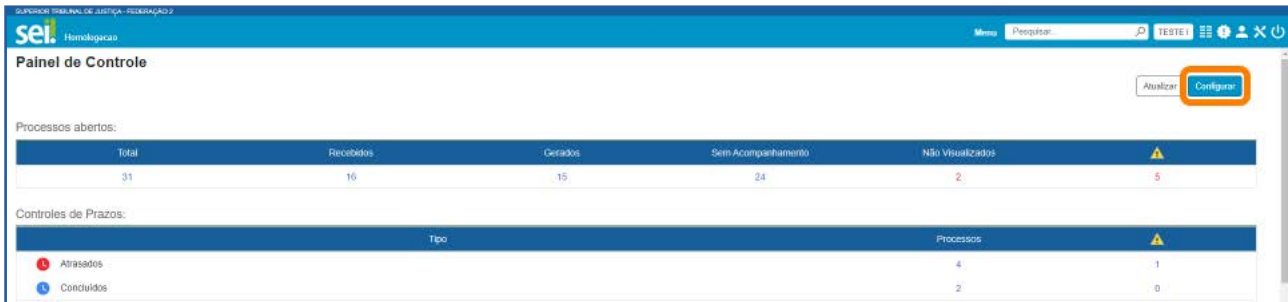 SUPERIOR TRIBUNAL DE JUSTIÇA - FEDERAÇÃO 2
sei. Homologacao Menu Pesquisar... TESTE I
Painel de Controle
Atualizar Configurar
Processos abertos:
Total Recebidos Gerados Sem Acompanhamento Não Visualizados
31 16 15 24 2 5
Controles de Prazos:
Tipo Processos
Atrasados 4 1
Concluídos 2 0